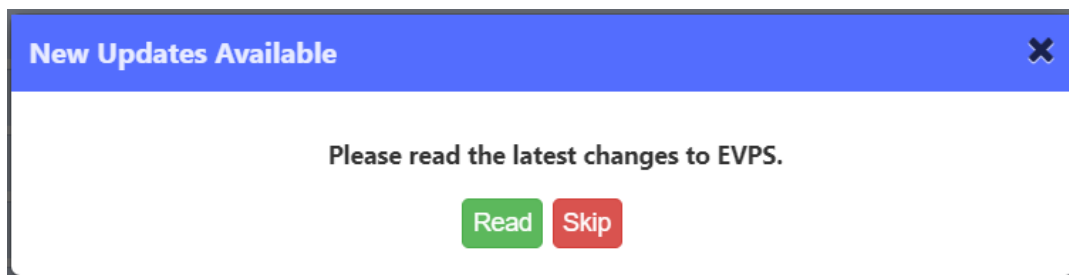 New Updates Available
Please read the latest changes to EVPS.
Read Skip